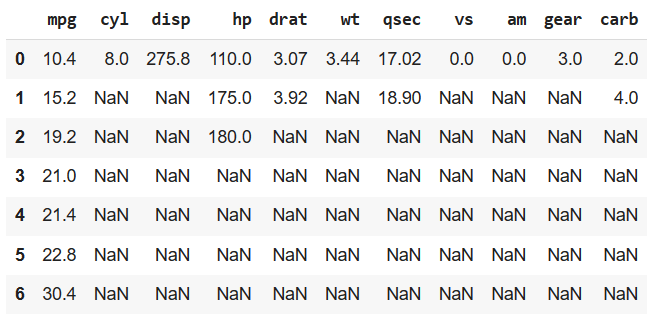 mpg cyl disp hp drat wt qsec vs am gear carb
0 10.4 8.0 275.8 110.0 3.07 3.44 17.02 0.0 0.0 3.0 2.0
1 15.2 NaN NaN 175.0 3.92 NaN 18.90 NaN NaN NaN 4.0
2 19.2 NaN NaN 180.0 NaN NaN NaN NaN NaN NaN NaN
3 21.0 NaN NaN NaN NaN NaN NaN NaN NaN NaN NaN
4 21.4 NaN NaN NaN NaN NaN NaN NaN NaN NaN NaN
5 22.8 NaN NaN NaN NaN NaN NaN NaN NaN NaN NaN
6 30.4 NaN NaN NaN NaN NaN NaN NaN NaN NaN NaN